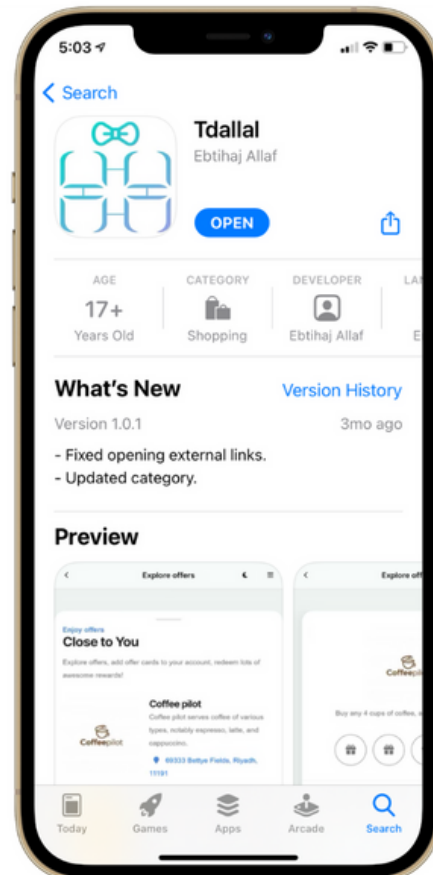 5:03
Search
Tdallal
Ebtihaj Allaf
OPEN
AGE
17+
Years Old
CATEGORY
Shopping
DEVELOPER
Ebtihaj Allaf
What's New
Version History
Version 1.0.1
3mo ago
- Fixed opening external links.
- Updated category.
Preview
Explore offers
Enjoy offers
Close to You
Explore offers, add offer cards to your account, redeem lots of
awesome rewards!
Coffeepilot
Coffee pilot
Coffee pilot serves coffee of various
types, notably espresso, latte, and
cappuccino.
69333 Bettye Fields, Riyadh,
11191
Explore off
Coffeepi
Buy any 4 cups of coffee,
Today
Games
Apps
Arcade
Search